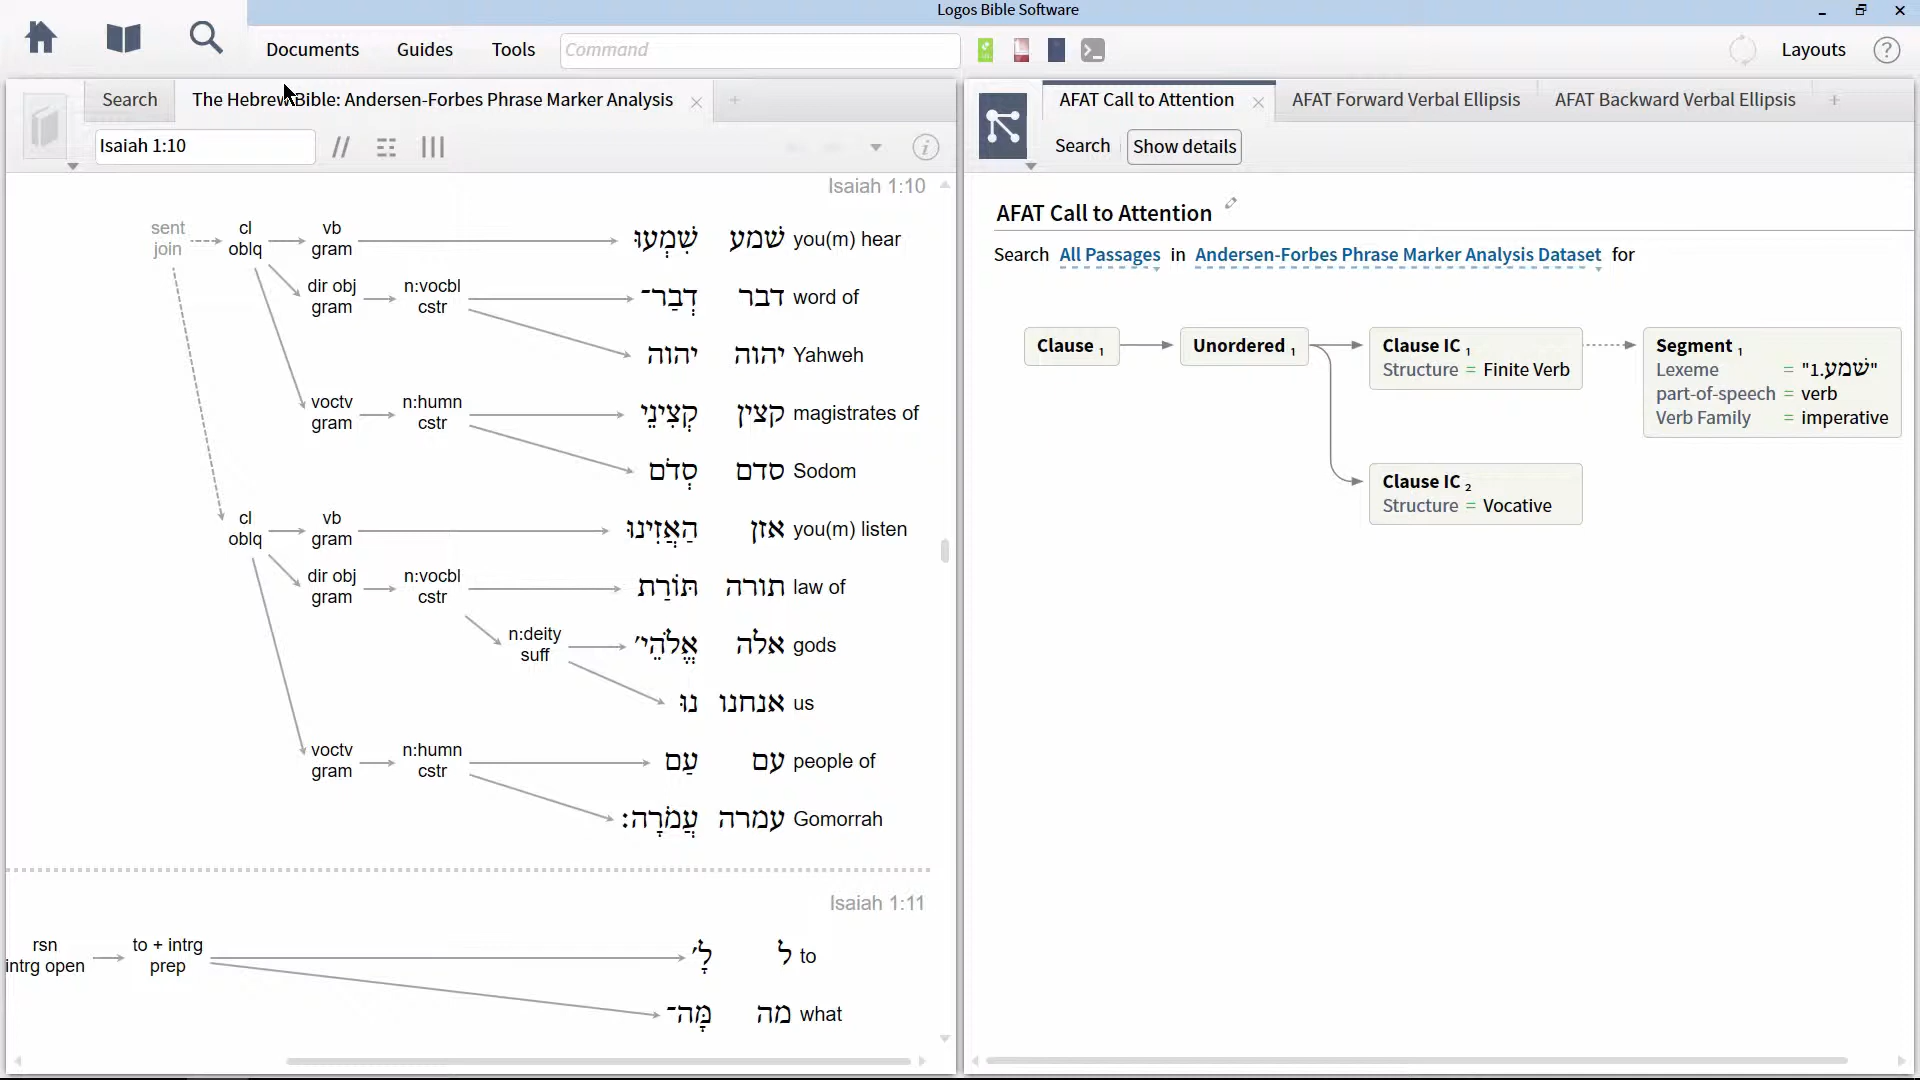 Logos Bible Software
Documents Guides Tools Command Layouts ?
Search The Hebrew Bible: Andersen-Forbes Phrase Marker Analysis
Isaiah 1:10
Isaiah 1:10
sent join cl oblq vb gram שִׁמְעוּ שׁמע you(m) hear
dir obj gram n:vocbl cstr דְבַר־ דבר word of
יהוה יהוה Yahweh
voctv gram n:humn cstr קְצִינֵי קצין magistrates of
סְדֹם סדם Sodom
cl oblq vb gram הַאֲזִינוּ אזן you(m) listen
dir obj gram n:vocbl cstr תּוֹרַת תורה law of
n:deity suff אֱלֹהֵי׳ אלה gods
נוּ אנחנו us
voctv gram n:humn cstr עַם עם people of
עֲמֹרָה׃ עמרה Gomorrah
Isaiah 1:11
rsn intrg open to + intrg prep לָ׳ ל to
מָּה־ מה what
AFAT Call to Attention AFAT Forward Verbal Ellipsis AFAT Backward Verbal Ellipsis
Search Show details
AFAT Call to Attention
Search All Passages in Andersen-Forbes Phrase Marker Analysis Dataset for
Clause 1
Unordered 1
Clause IC 1
Structure = Finite Verb
Segment 1
Lexeme = "שׁמע.1"
part-of-speech = verb
Verb Family = imperative
Clause IC 2
Structure = Vocative